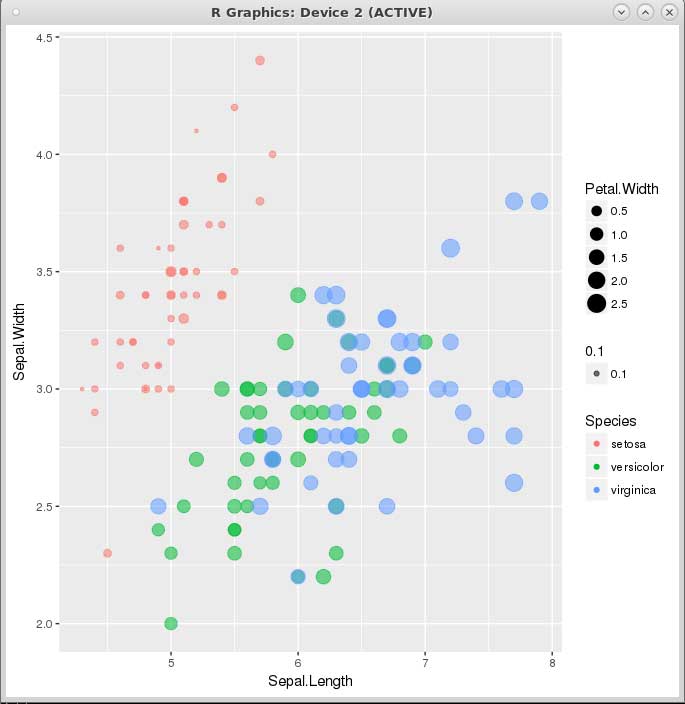 R Graphics: Device 2 (ACTIVE)
4.5
4.0
3.5
3.0
2.5
2.0
Sepal.Width
5
6
7
8
Sepal.Length
Petal.Width
0.5
1.0
1.5
2.0
2.5
0.1
0.1
Species
setosa
versicolor
virginica